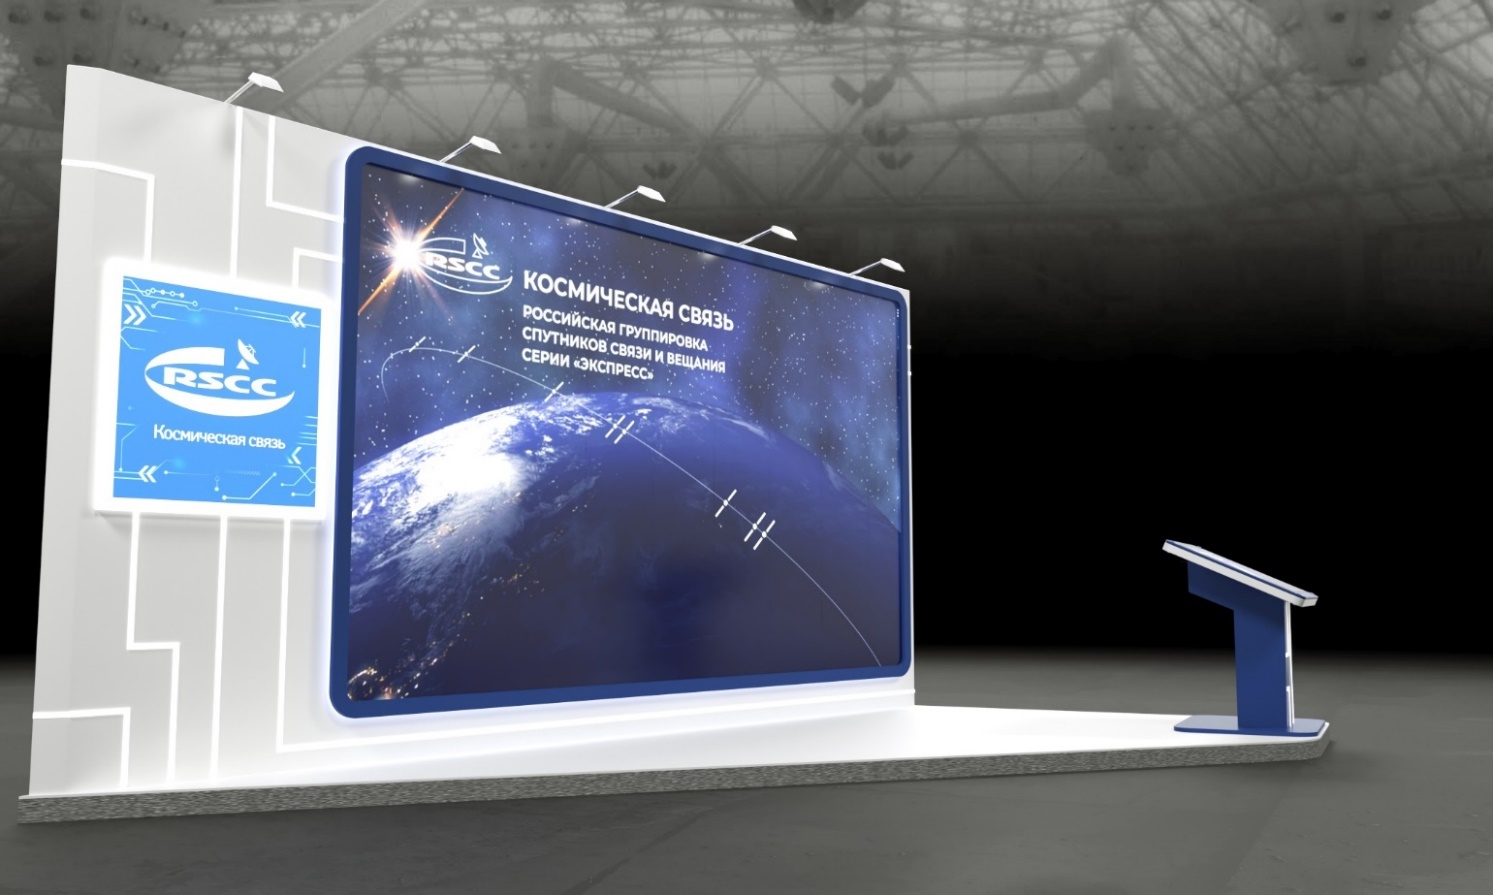 RSCC
Космическая связь
RSCC
КОСМИЧЕСКАЯ СВЯЗЬ
РОССИЙСКАЯ ГРУППИРОВКА
СПУТНИКОВ СВЯЗИ И ВЕЩАНИЯ
СЕРИИ «ЭКСПРЕСС»